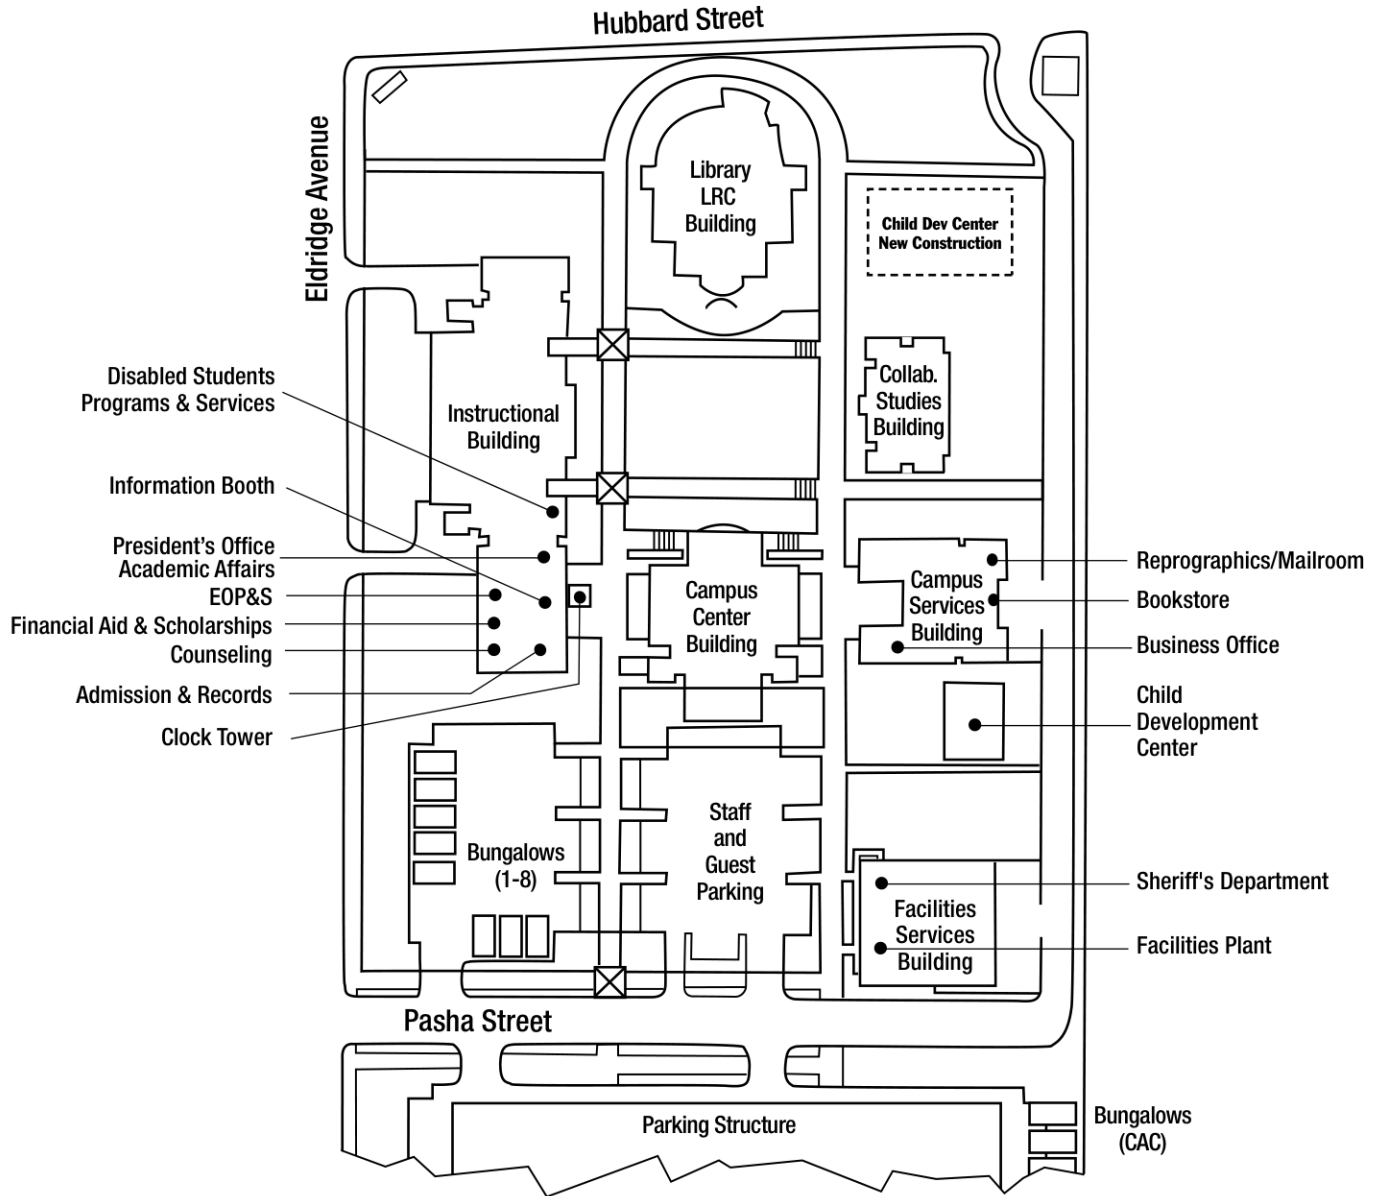 Hubbard Street
Eldridge Avenue
Library
LRC
Building
Child Dev Center
New Construction
Disabled Students
Programs & Services
Instructional
Building
Collab.
Studies
Building
Information Booth
President's Office
Academic Affairs
EOP&S
Financial Aid & Scholarships
Counseling
Admission & Records
Clock Tower
Campus
Center
Building
Campus
Services
Building
Reprographics/Mailroom
Bookstore
Business Office
Child
Development
Center
Bungalows
(1-8)
Staff
and
Guest
Parking
Sheriff's Department
Facilities
Services
Building
Facilities Plant
Pasha Street
Parking Structure
Bungalows
(CAC)